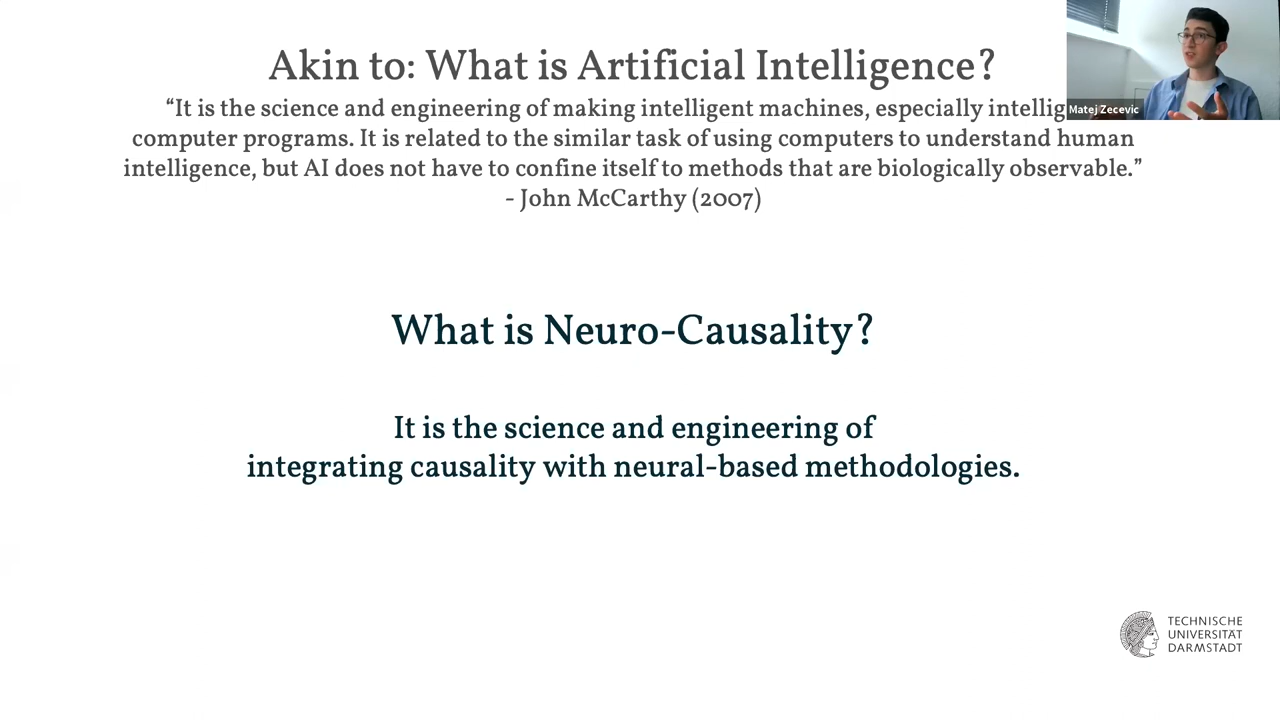 Akin to: What is Artificial Intelligence?
“It is the science and engineering of making intelligent machines, especially intellig
computer programs. It is related to the similar task of using computers to understand human
intelligence, but AI does not have to confine itself to methods that are biologically observable.”
- John McCarthy (2007)
Matej Zecevic
What is Neuro-Causality?
It is the science and engineering of
integrating causality with neural-based methodologies.
TECHNISCHE
UNIVERSITÄT
DARMSTADT